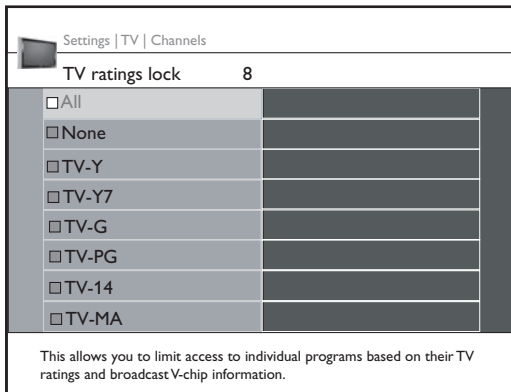 Settings | TV | Channels
TV ratings lock 8
All
None
TV-Y
TV-Y7
TV-G
TV-PG
TV-14
TV-MA
This allows you to limit access to individual programs based on their TV
ratings and broadcast V-chip information.